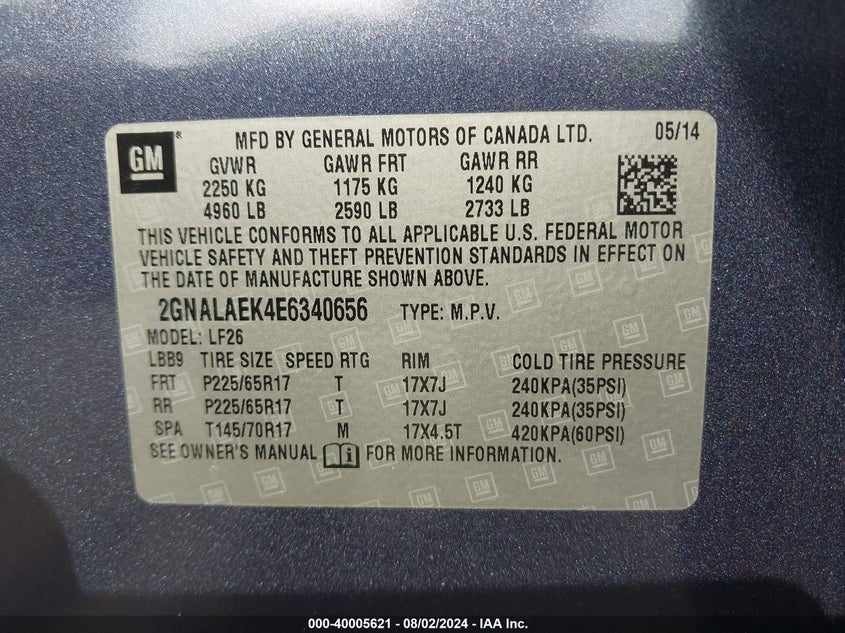 GM
MFD BY GENERAL MOTORS OF CANADA LTD. 05/14
GVWR GAWR FRT GAWR RR
2250 KG 1175 KG 1240 KG
4960 LB 2590 LB 2733 LB
THIS VEHICLE CONFORMS TO ALL APPLICABLE U.S. FEDERAL MOTOR
VEHICLE SAFETY AND THEFT PREVENTION STANDARDS IN EFFECT ON
THE DATE OF MANUFACTURE SHOWN ABOVE.
2GNALAEK4E6340656 TYPE: M.P.V.
MODEL: LF26
LBB9 TIRE SIZE SPEED RTG RIM COLD TIRE PRESSURE
FRT P225/65R17 T 17X7J 240KPA(35PSI)
RR P225/65R17 T 17X7J 240KPA(35PSI)
SPA T145/70R17 M 17X4.5T 420KPA(60PSI)
SEE OWNER'S MANUAL FOR MORE INFORMATION.
000-40005621 - 08/02/2024 - IAA Inc.